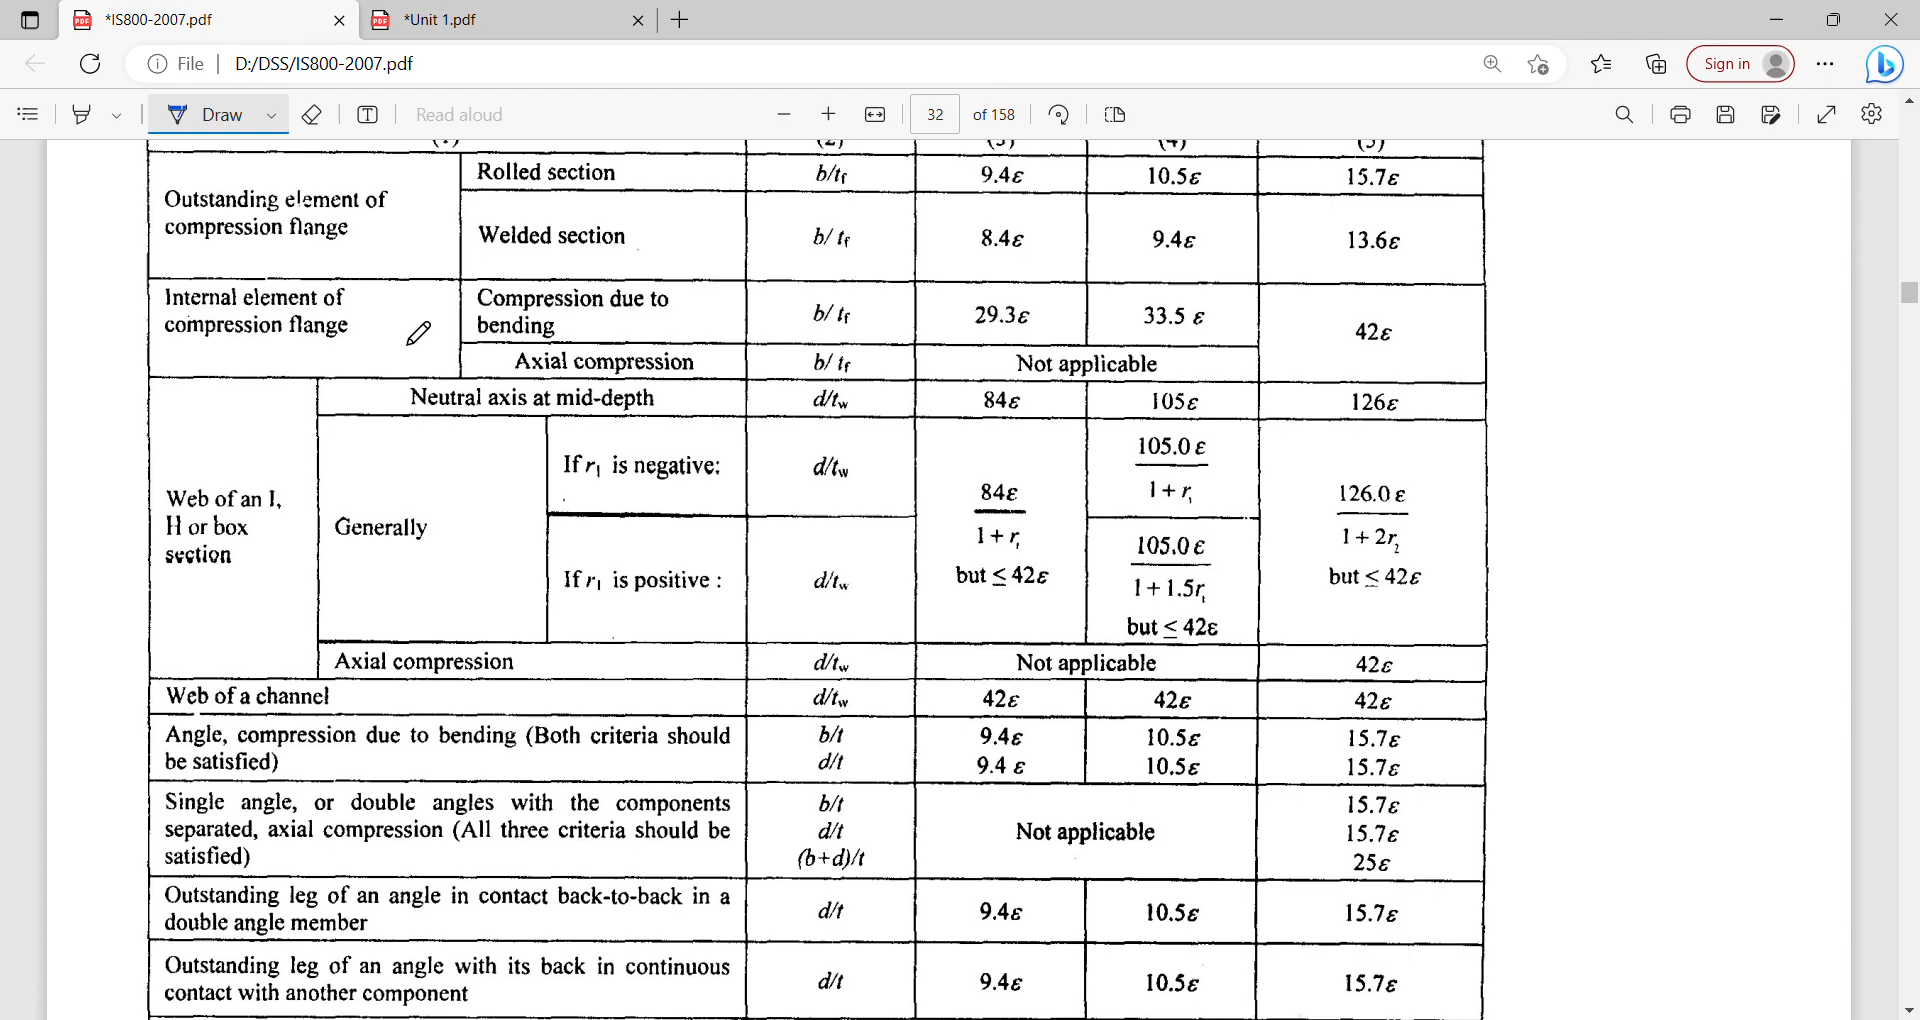 *IS800-2007.pdf
*Unit 1.pdf
File
D:/DSS/IS800-2007.pdf
Sign in
Draw
Read aloud
32
of 158
(1) (2) (3) (4) (5)
Outstanding element of
compression flange
Rolled section b/tf 9.4ε 10.5ε 15.7ε
Welded section b/ tf 8.4ε 9.4ε 13.6ε
Internal element of
compression flange
Compression due to
bending
b/ tf 29.3ε 33.5 ε
42ε
Axial compression b/ tf Not applicable
Web of an I,
H or box
section
Neutral axis at mid-depth d/tw 84ε 105ε 126ε
Generally
If r1 is negative: d/tw
If r1 is positive : d/tw
84ε
1 + r1
but ≤ 42ε
105.0 ε
1 + r1
105.0 ε
1 + 1.5r1
but ≤ 42ε
126.0 ε
1 + 2r2
but ≤ 42ε
Axial compression d/tw Not applicable 42ε
Web of a channel d/tw 42ε 42ε 42ε
Angle, compression due to bending (Both criteria should
be satisfied)
b/t 9.4ε 10.5ε 15.7ε
d/t 9.4 ε 10.5ε 15.7ε
Single angle, or double angles with the components
separated, axial compression (All three criteria should be
satisfied)
b/t
d/t
(b+d)/t
Not applicable
15.7ε
15.7ε
25ε
Outstanding leg of an angle in contact back-to-back in a
double angle member
d/t 9.4ε 10.5ε 15.7ε
Outstanding leg of an angle with its back in continuous
contact with another component
d/t 9.4ε 10.5ε 15.7ε